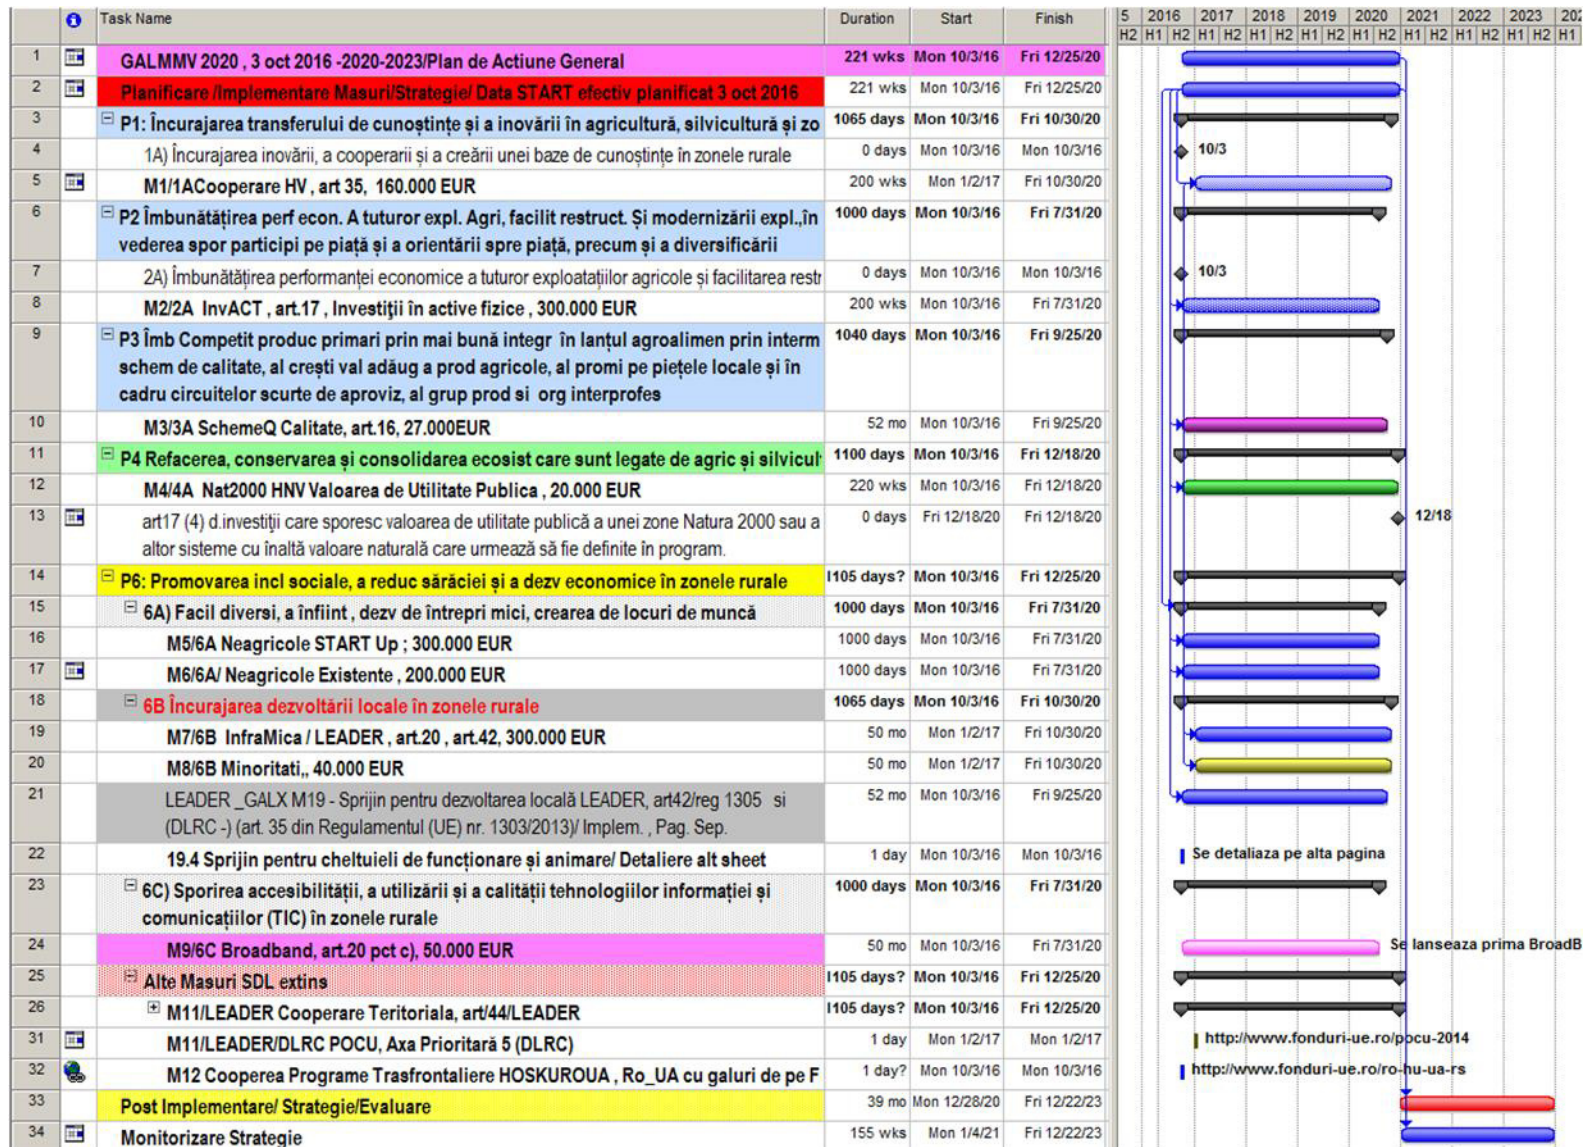 Task Name Duration Start Finish 5 2016 2017 2018 2019 2020 2021 2022 2023 202
H2 H1 H2 H1 H2 H1 H2 H1 H2 H1 H2 H1 H2 H1 H2 H1 H2 H1
1 GALMMV 2020 , 3 oct 2016 -2020-2023/Plan de Actiune General 221 wks Mon 10/3/16 Fri 12/25/20
2 Planificare /Implementare Masuri/Strategie/ Data START efectiv planificat 3 oct 2016 221 wks Mon 10/3/16 Fri 12/25/20
3 P1: Încurajarea transferului de cunoștințe și a inovării în agricultură, silvicultură și zo 1065 days Mon 10/3/16 Fri 10/30/20
4 1A) Încurajarea inovării, a cooperarii și a creării unei baze de cunoștințe în zonele rurale 0 days Mon 10/3/16 Mon 10/3/16 10/3
5 M1/1ACooperare HV , art 35, 160.000 EUR 200 wks Mon 1/2/17 Fri 10/30/20
6 P2 Îmbunătățirea perf econ. A tuturor expl. Agri, facilit restruct. Și modernizării expl.,în 1000 days Mon 10/3/16 Fri 7/31/20
vederea spor participi pe piață și a orientării spre piață, precum și a diversificării
7 2A) Îmbunătățirea performanței economice a tuturor exploatațiilor agricole și facilitarea restr 0 days Mon 10/3/16 Mon 10/3/16 10/3
8 M2/2A InvACT , art.17 , Investiţii în active fizice , 300.000 EUR 200 wks Mon 10/3/16 Fri 7/31/20
9 P3 Îmb Competit produc primari prin mai bună integr în lanțul agroalimen prin interm 1040 days Mon 10/3/16 Fri 9/25/20
schem de calitate, al crești val adăug a prod agricole, al promi pe piețele locale și în
cadru circuitelor scurte de aproviz, al grup prod si org interprofes
10 M3/3A SchemeQ Calitate, art.16, 27.000EUR 52 mo Mon 10/3/16 Fri 9/25/20
11 P4 Refacerea, conservarea și consolidarea ecosist care sunt legate de agric și silvicul 1100 days Mon 10/3/16 Fri 12/18/20
12 M4/4A Nat2000 HNV Valoarea de Utilitate Publica , 20.000 EUR 220 wks Mon 10/3/16 Fri 12/18/20
13 art17 (4) d.investiţii care sporesc valoarea de utilitate publică a unei zone Natura 2000 sau a 0 days Fri 12/18/20 Fri 12/18/20 12/18
altor sisteme cu înaltă valoare naturală care urmează să fie definite în program.
14 P6: Promovarea incl sociale, a reduc sărăciei și a dezv economice în zonele rurale 1105 days? Mon 10/3/16 Fri 12/25/20
15 6A) Facil diversi, a înfiint , dezv de întrepri mici, crearea de locuri de muncă 1000 days Mon 10/3/16 Fri 7/31/20
16 M5/6A Neagricole START Up ; 300.000 EUR 1000 days Mon 10/3/16 Fri 7/31/20
17 M6/6A/ Neagricole Existente , 200.000 EUR 1000 days Mon 10/3/16 Fri 7/31/20
18 6B Încurajarea dezvoltării locale în zonele rurale 1065 days Mon 10/3/16 Fri 10/30/20
19 M7/6B InfraMica / LEADER , art.20 , art.42, 300.000 EUR 50 mo Mon 1/2/17 Fri 10/30/20
20 M8/6B Minoritati,, 40.000 EUR 50 mo Mon 1/2/17 Fri 10/30/20
21 LEADER _GALX M19 - Sprijin pentru dezvoltarea locală LEADER, art42/reg 1305 si 52 mo Mon 10/3/16 Fri 9/25/20
(DLRC -) (art. 35 din Regulamentul (UE) nr. 1303/2013)/ Implem. , Pag. Sep.
22 19.4 Sprijin pentru cheltuieli de funcționare și animare/ Detaliere alt sheet 1 day Mon 10/3/16 Mon 10/3/16 Se detaliaza pe alta pagina
23 6C) Sporirea accesibilității, a utilizării și a calității tehnologiilor informației și 1000 days Mon 10/3/16 Fri 7/31/20
comunicațiilor (TIC) în zonele rurale
24 M9/6C Broadband, art.20 pct c), 50.000 EUR 50 mo Mon 10/3/16 Fri 7/31/20 Se lanseaza prima BroadB
25 Alte Masuri SDL extins 1105 days? Mon 10/3/16 Fri 12/25/20
26 M11/LEADER Cooperare Teritoriala, art/44/LEADER 1105 days? Mon 10/3/16 Fri 12/25/20
31 M11/LEADER/DLRC POCU, Axa Prioritară 5 (DLRC) 1 day Mon 1/2/17 Mon 1/2/17 http://www.fonduri-ue.ro/pocu-2014
32 M12 Cooperea Programe Trasfrontaliere HOSKUROUA , Ro_UA cu galuri de pe F 1 day? Mon 10/3/16 Mon 10/3/16 http://www.fonduri-ue.ro/ro-hu-ua-rs
33 Post Implementare/ Strategie/Evaluare 39 mo Mon 12/28/20 Fri 12/22/23
34 Monitorizare Strategie 155 wks Mon 1/4/21 Fri 12/22/23